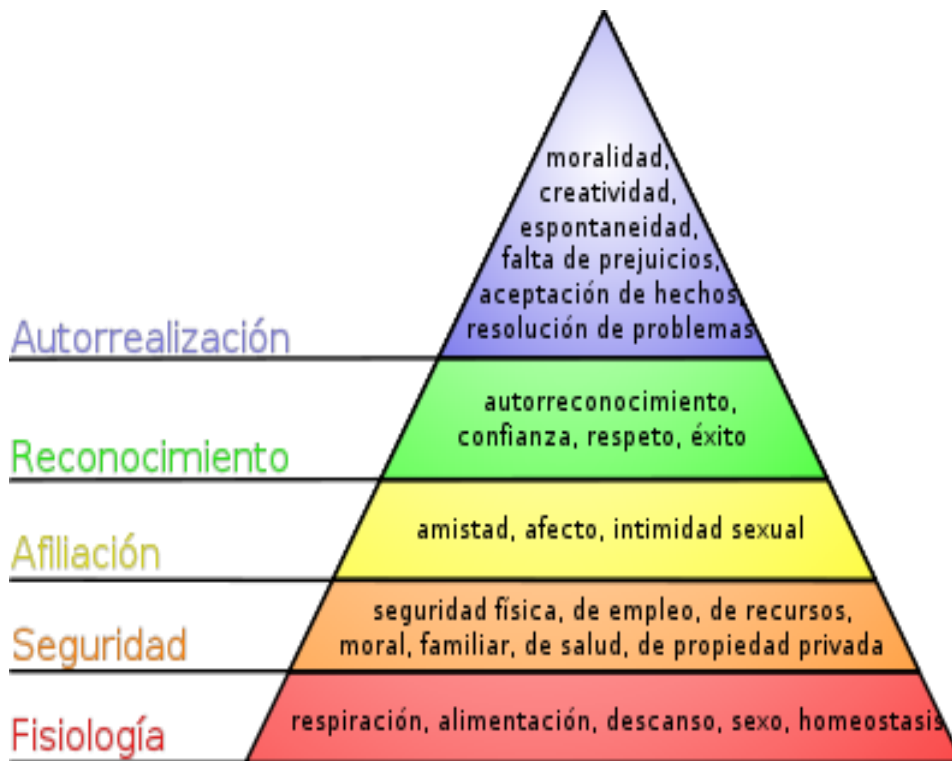 moralidad,
creatividad,
espontaneidad,
falta de prejuicios,
aceptación de hechos,
resolución de problemas
Autorrealización
autorreconocimiento,
confianza, respeto, éxito
Reconocimiento
amistad, afecto, intimidad sexual
Afiliación
seguridad física, de empleo, de recursos,
moral, familiar, de salud, de propiedad privada
Seguridad
respiración, alimentación, descanso, sexo, homeostasis
Fisiología